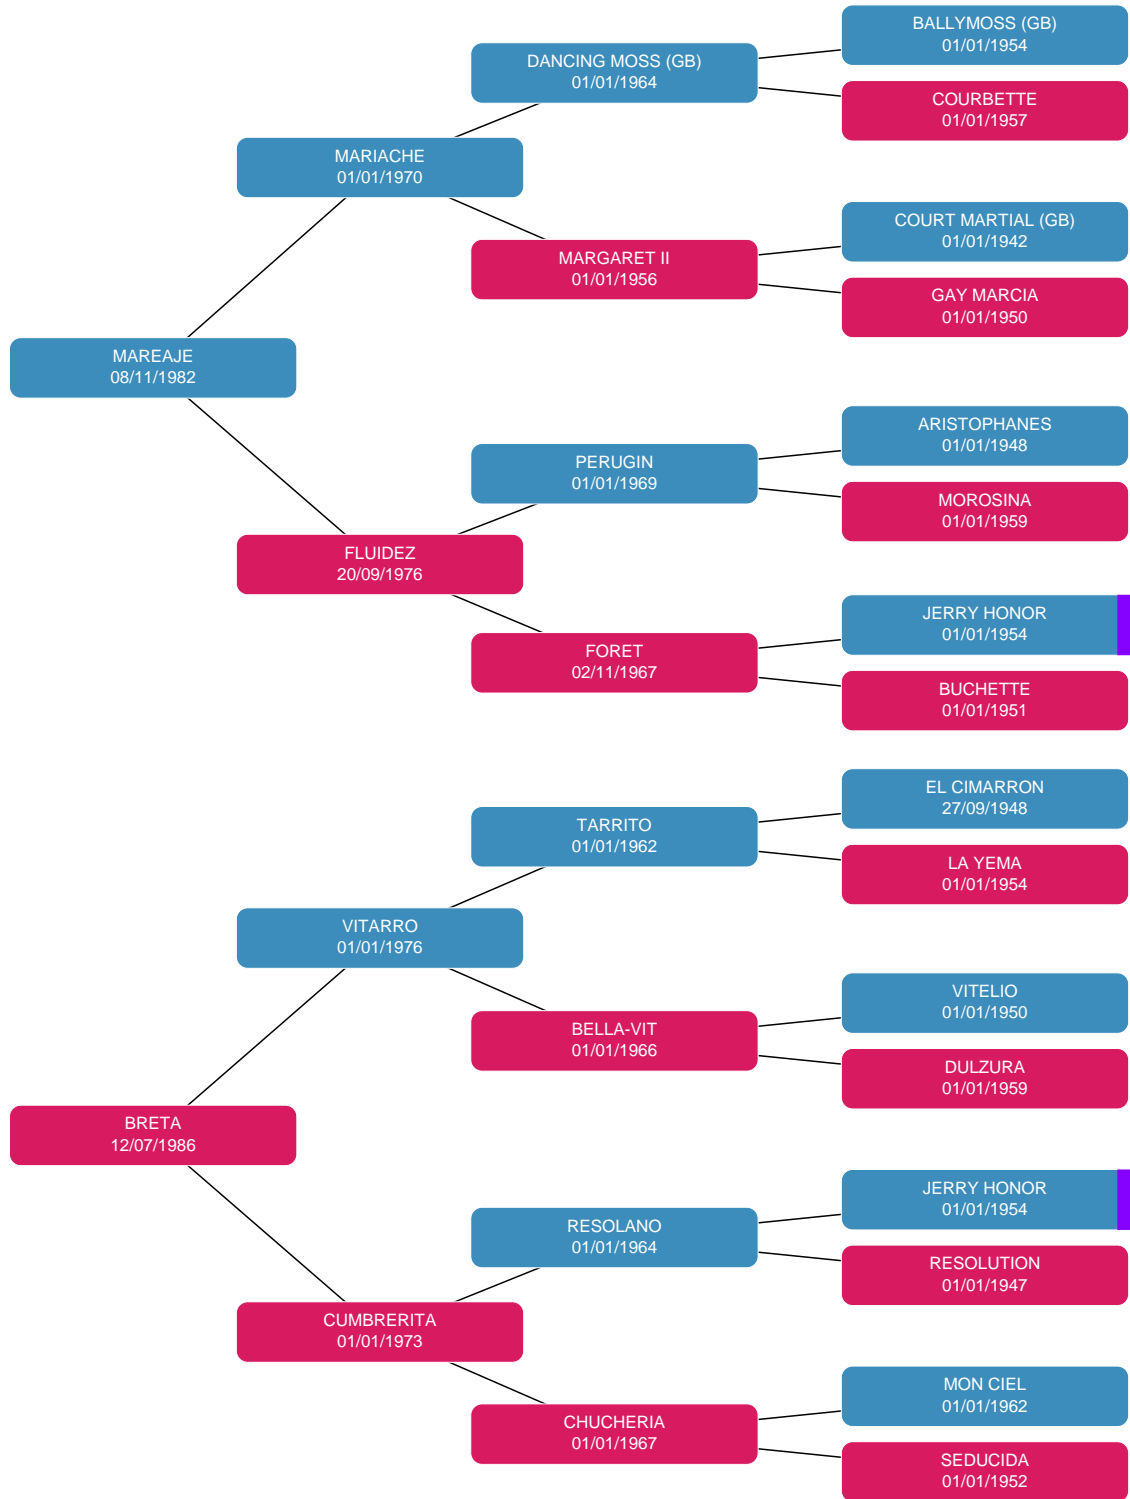 BALLYMOSS (GB)
01/01/1954
DANCING MOSS (GB)
01/01/1964
COURBETTE
01/01/1957
MARIACHE
01/01/1970
COURT MARTIAL (GB)
01/01/1942
MARGARET II
01/01/1956
GAY MARCIA
01/01/1950
MAREAJE
08/11/1982
ARISTOPHANES
01/01/1948
PERUGIN
01/01/1969
MOROSINA
01/01/1959
FLUIDEZ
20/09/1976
JERRY HONOR
01/01/1954
FORET
02/11/1967
BUCHETTE
01/01/1951
EL CIMARRON
27/09/1948
TARRITO
01/01/1962
LA YEMA
01/01/1954
VITARRO
01/01/1976
VITELIO
01/01/1950
BELLA-VIT
01/01/1966
DULZURA
01/01/1959
BRETA
12/07/1986
JERRY HONOR
01/01/1954
RESOLANO
01/01/1964
RESOLUTION
01/01/1947
CUMBRERITA
01/01/1973
MON CIEL
01/01/1962
CHUCHERIA
01/01/1967
SEDUCIDA
01/01/1952